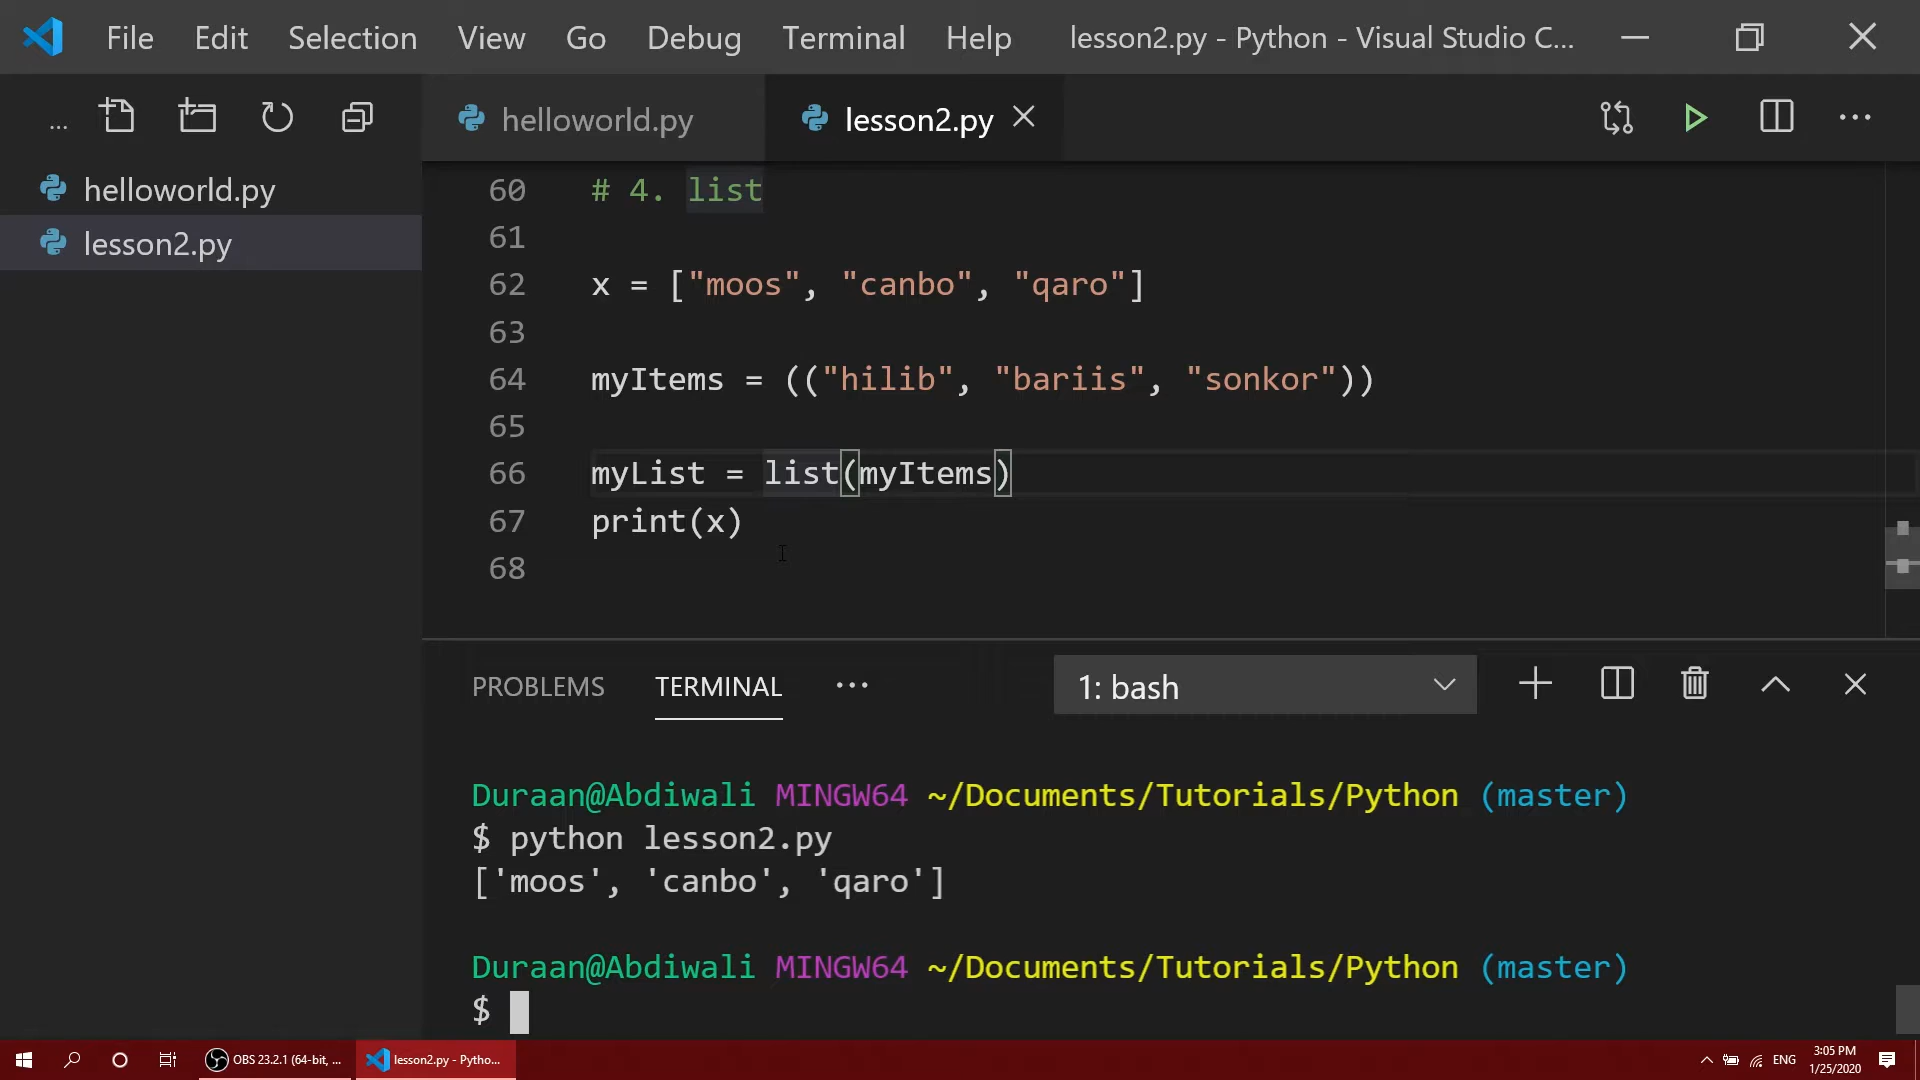 File Edit Selection View Go Debug Terminal Help lesson2.py - Python - Visual Studio C...
... helloworld.py lesson2.py
helloworld.py
lesson2.py
60 # 4. list
61
62 x = ["moos", "canbo", "qaro"]
63
64 myItems = (("hilib", "bariis", "sonkor"))
65
66 myList = list(myItems)
67 print(x)
68
PROBLEMS TERMINAL ... 1: bash
Duraan@Abdiwali MINGW64 ~/Documents/Tutorials/Python (master)
$ python lesson2.py
['moos', 'canbo', 'qaro']
Duraan@Abdiwali MINGW64 ~/Documents/Tutorials/Python (master)
$
OBS 23.2.1 (64-bit, ... lesson2.py - Pytho... ENG 3:05 PM
1/25/2020